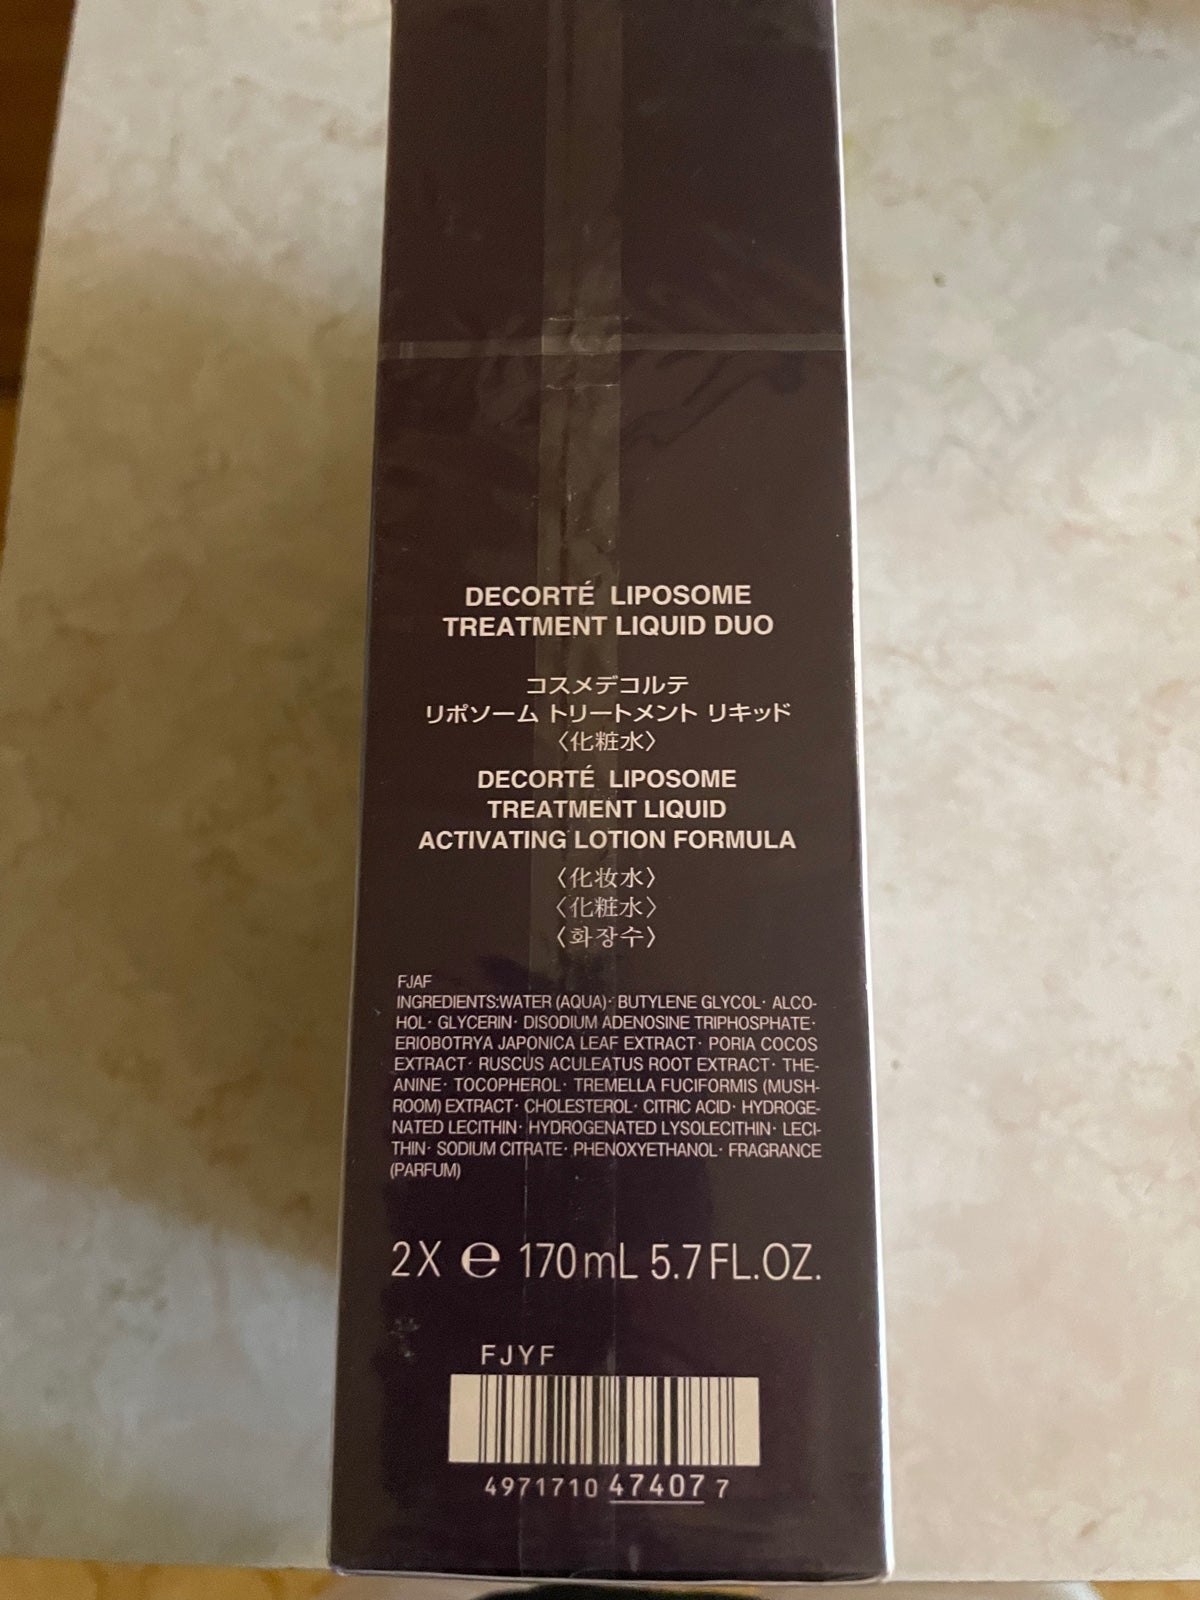 DECORTÉ LIPOSOME
TREATMENT LIQUID DUO
コスメデコルテ
リポソーム トリートメント リキッド
〈化粧水〉
DECORTÉ LIPOSOME
TREATMENT LIQUID
ACTIVATING LOTION FORMULA
〈化妆水〉
〈化粧水〉
〈화장수〉
FJAF
INGREDIENTS:WATER (AQUA)· BUTYLENE GLYCOL· ALCO-
HOL· GLYCERIN· DISODIUM ADENOSINE TRIPHOSPHATE·
ERIOBOTRYA JAPONICA LEAF EXTRACT· PORIA COCOS
EXTRACT· RUSCUS ACULEATUS ROOT EXTRACT· THE-
ANINE· TOCOPHEROL· TREMELLA FUCIFORMIS (MUSH-
ROOM) EXTRACT· CHOLESTEROL· CITRIC ACID· HYDROGE-
NATED LECITHIN· HYDROGENATED LYSOLECITHIN· LECI-
THIN· SODIUM CITRATE· PHENOXYETHANOL· FRAGRANCE
(PARFUM)
2X ℮ 170mL 5.7FL.OZ.
FJYF
4971710 47407 7